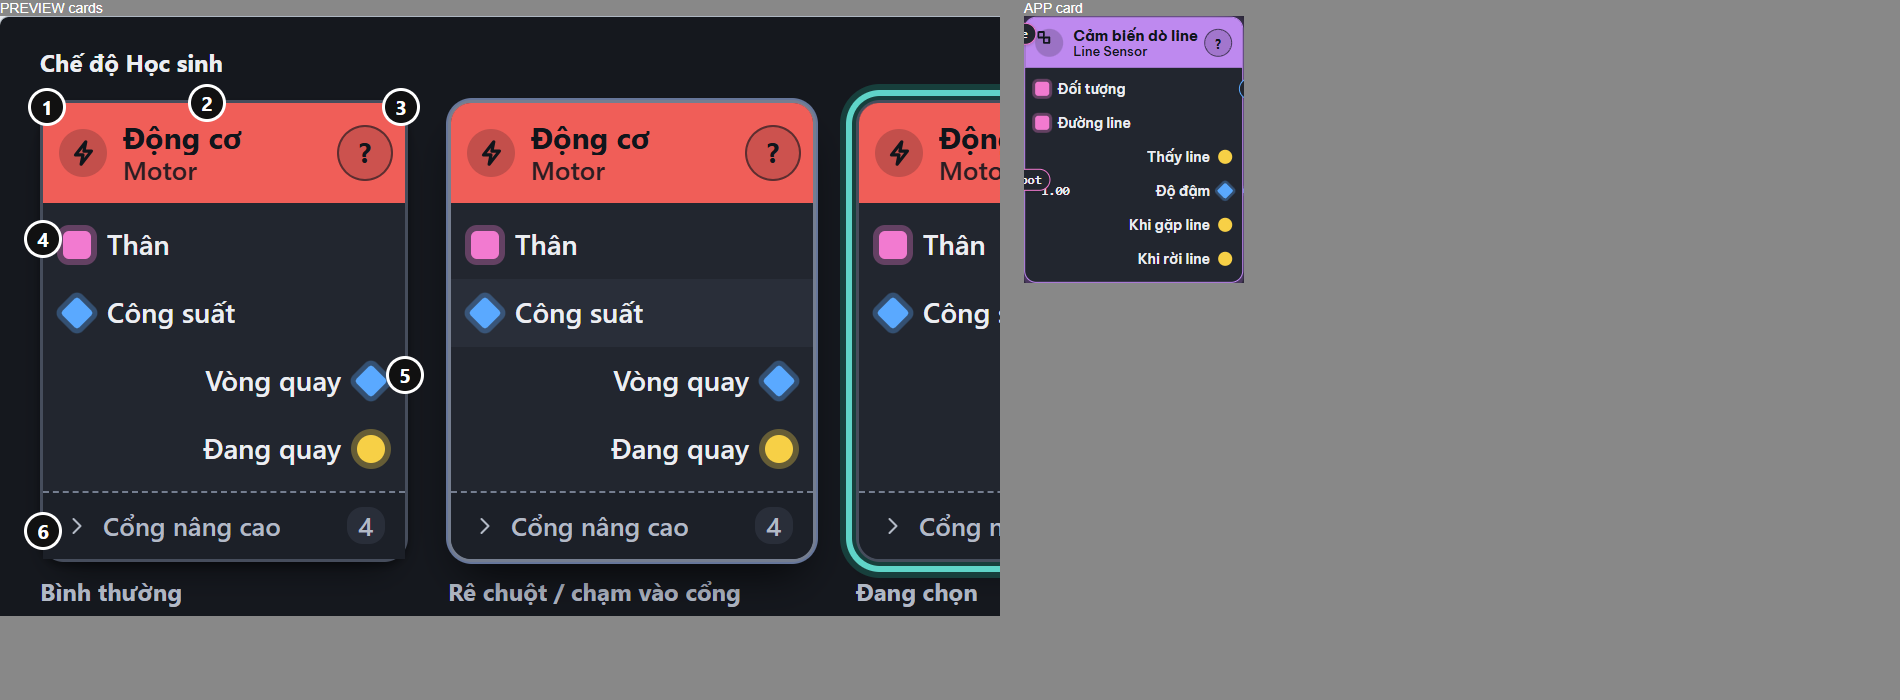 PREVIEW cards
Chế độ Học sinh
1
2
3
Động cơ
Motor
?
4
Thân
Công suất
Vòng quay
5
Đang quay
6
Cổng nâng cao
4
Bình thường
Động cơ
Motor
?
Thân
Công suất
Vòng quay
Đang quay
Cổng nâng cao
4
Rê chuột / chạm vào cổng
Thân
Công
Cổng
Đang chọn
APP card
Cảm biến dò line
Line Sensor
?
Đối tượng
Đường line
Thấy line
1.00
Độ đậm
Khi gặp line
Khi rời line